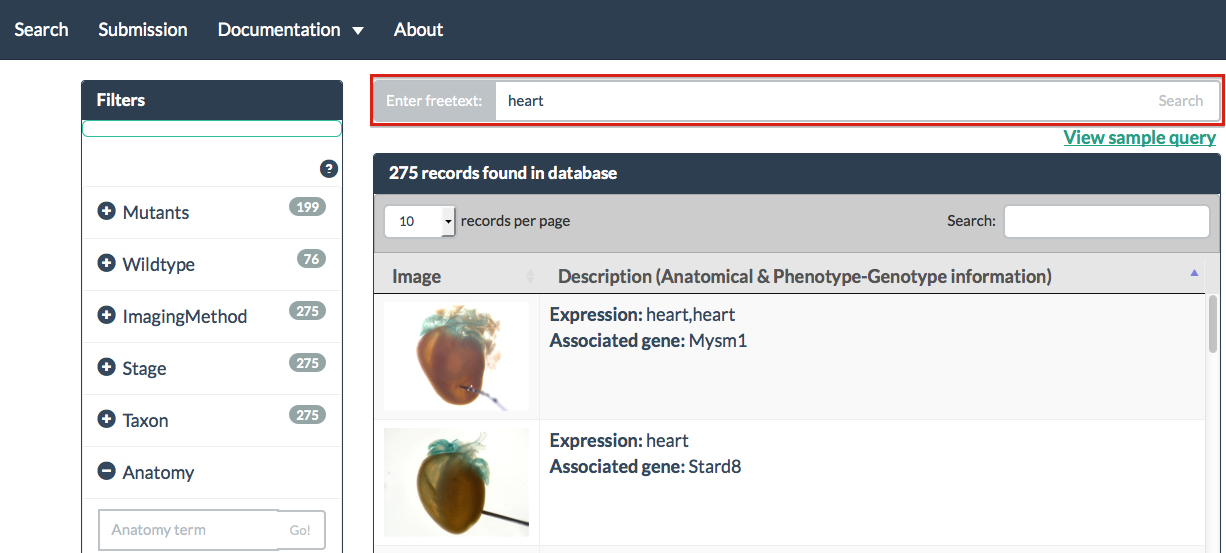 Search Submission Documentation About
Filters
?
Mutants 199
Wildtype 76
ImagingMethod 275
Stage 275
Taxon 275
Anatomy
Anatomy term Go!
Enter freetext: heart Search
View sample query
275 records found in database
10 records per page Search:
Image Description (Anatomical & Phenotype-Genotype information)
Expression: heart,heart
Associated gene: Mysm1
Expression: heart
Associated gene: Stard8